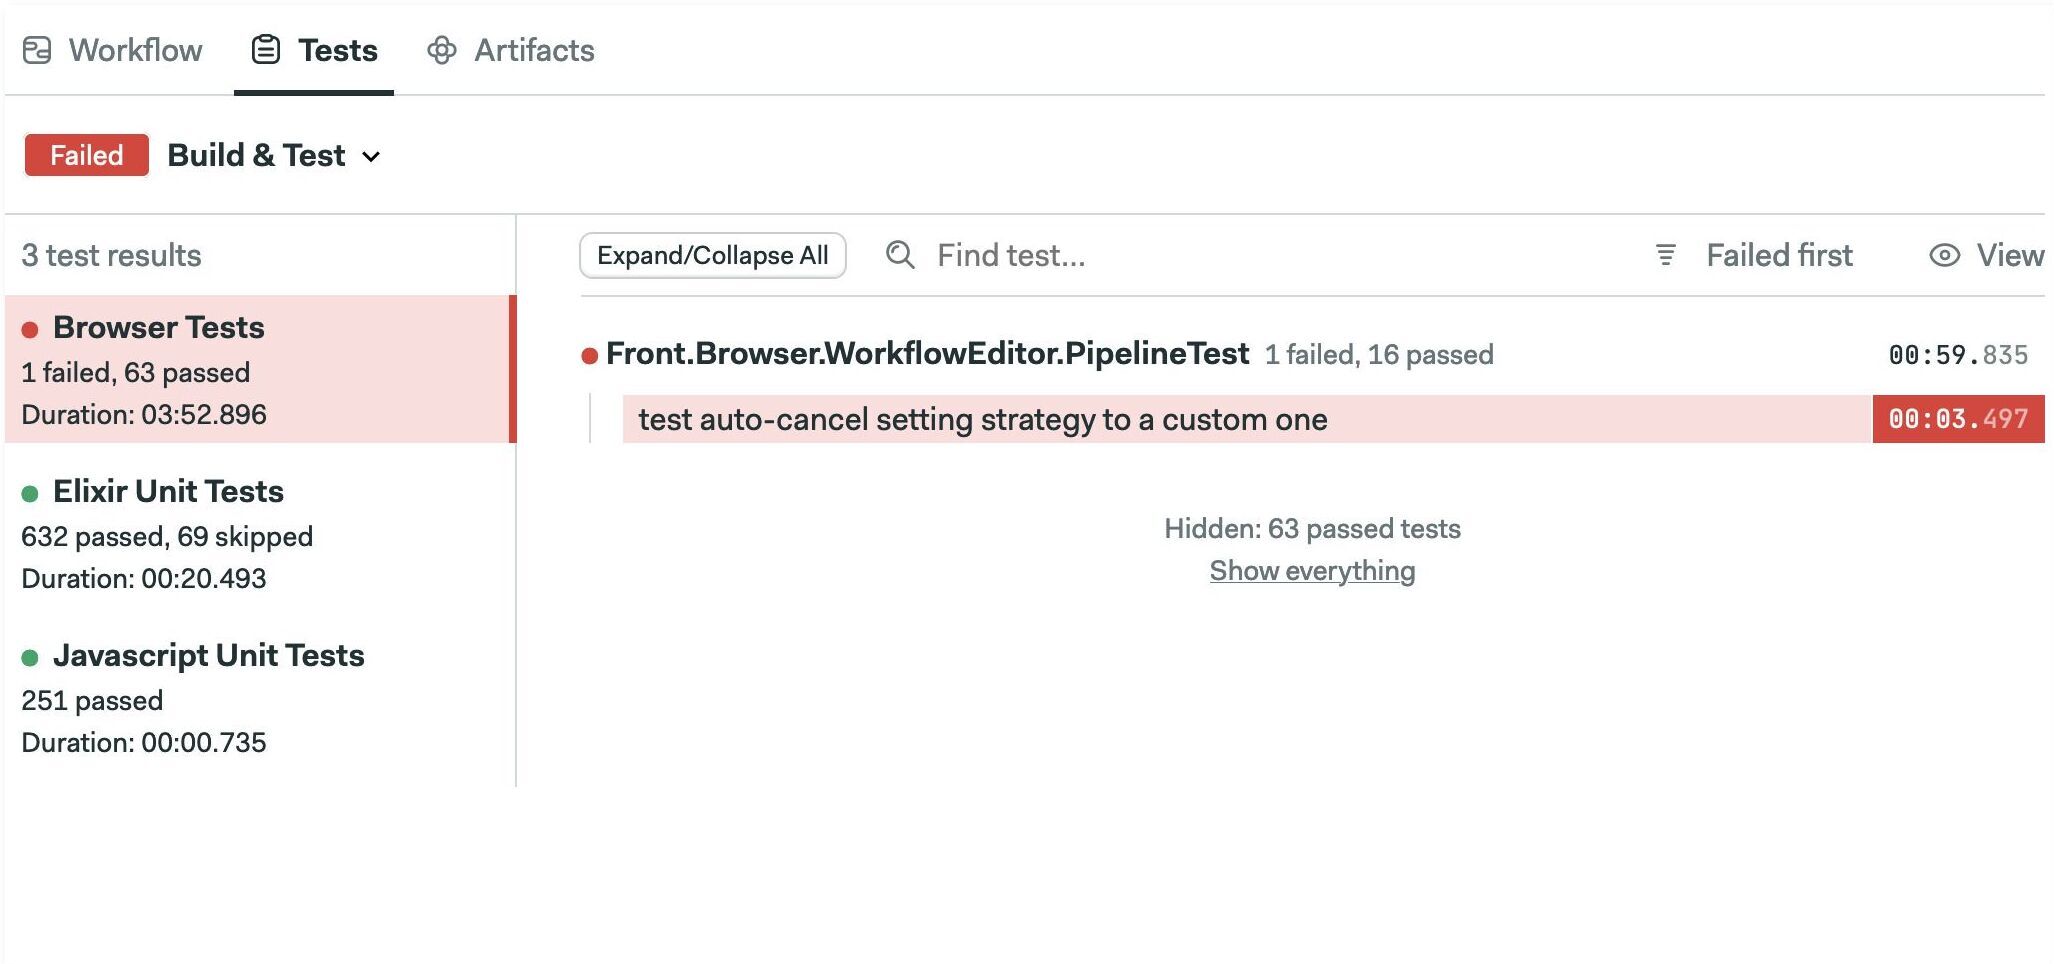 Workflow Tests Artifacts
Failed Build & Test
3 test results
Browser Tests
1 failed, 63 passed
Duration: 03:52.896
Elixir Unit Tests
632 passed, 69 skipped
Duration: 00:20.493
Javascript Unit Tests
251 passed
Duration: 00:00.735
Expand/Collapse All Find test... Failed first View
Front.Browser.WorkflowEditor.PipelineTest 1 failed, 16 passed 00:59.835
test auto-cancel setting strategy to a custom one 00:03.497
Hidden: 63 passed tests
Show everything